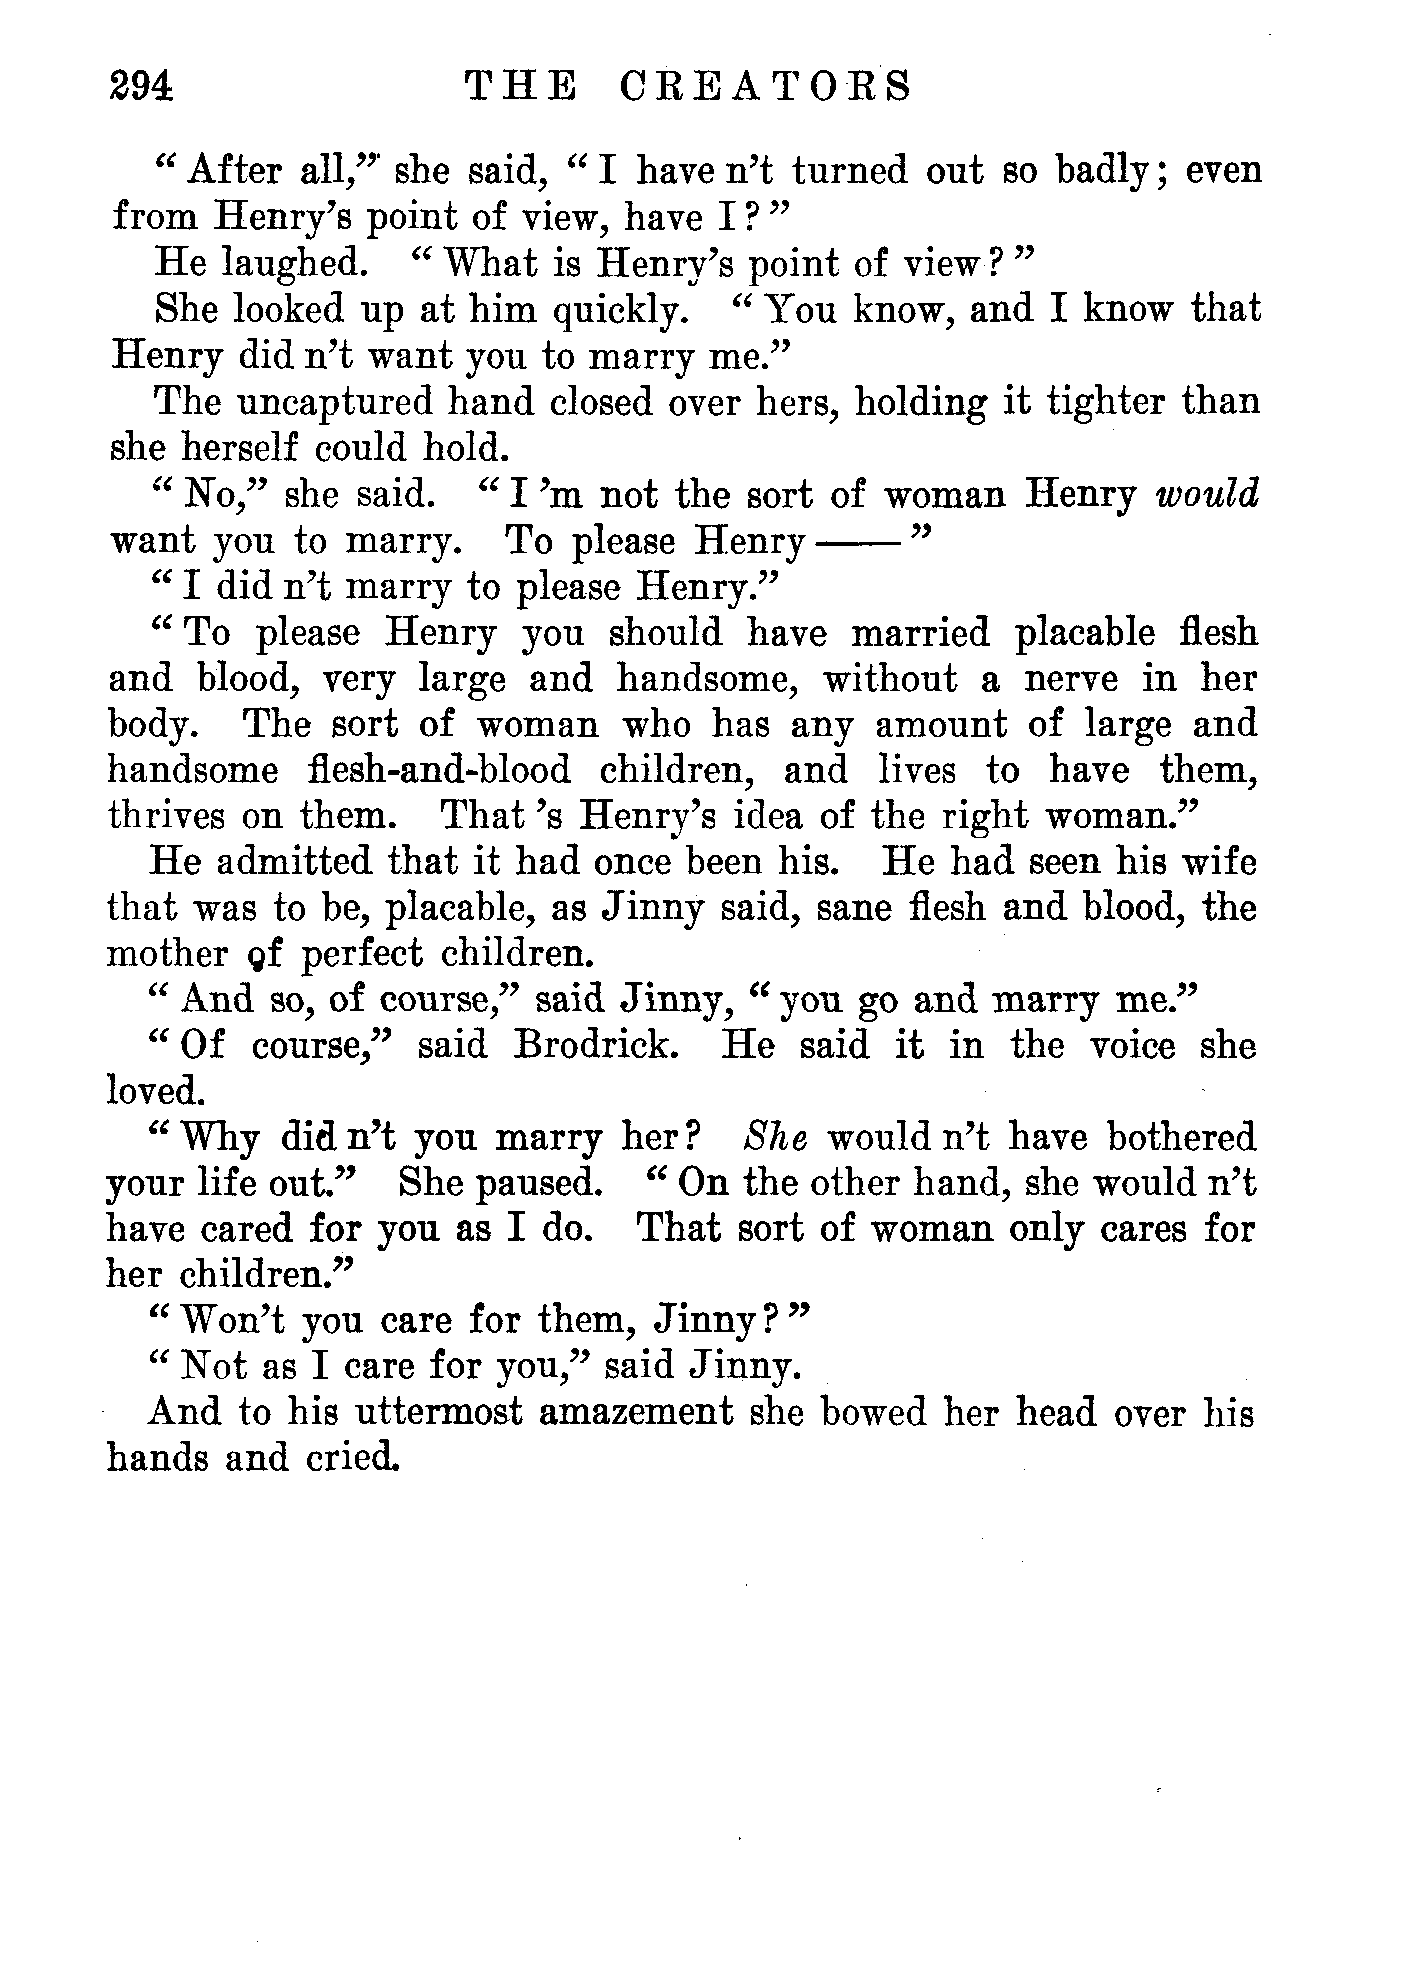 294 THE CREATORS
“ After all,” she said, “ I have n’t turned out so badly; even
from Henry’s point of view, have I? ”
He laughed. “ What is Henry’s point of view? ”
She looked up at him quickly. “ You know, and I know that
Henry did n’t want you to marry me.”
The uncaptured hand closed over hers, holding it tighter than
she herself could hold.
“ No,” she said. “ I ’m not the sort of woman Henry would
want you to marry. To please Henry —— ”
“ I did n’t marry to please Henry.”
“ To please Henry you should have married placable flesh
and blood, very large and handsome, without a nerve in her
body. The sort of woman who has any amount of large and
handsome flesh-and-blood children, and lives to have them,
thrives on them. That ’s Henry’s idea of the right woman.”
He admitted that it had once been his. He had seen his wife
that was to be, placable, as Jinny said, sane flesh and blood, the
mother of perfect children.
“ And so, of course,” said Jinny, “ you go and marry me.”
“ Of course,” said Brodrick. He said it in the voice she
loved.
“ Why did n’t you marry her? She would n’t have bothered
your life out.” She paused. “ On the other hand, she would n’t
have cared for you as I do. That sort of woman only cares for
her children.”
“ Won’t you care for them, Jinny? ”
“ Not as I care for you,” said Jinny.
And to his uttermost amazement she bowed her head over his
hands and cried.